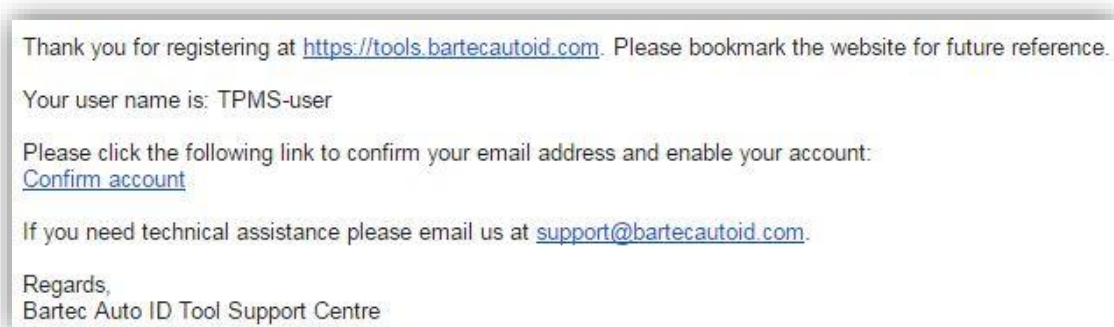 Thank you for registering at https://tools.bartecautoid.com. Please bookmark the website for future reference.
Your user name is: TPMS-user
Please click the following link to confirm your email address and enable your account:
Confirm account
If you need technical assistance please email us at support@bartecautoid.com.
Regards,
Bartec Auto ID Tool Support Centre